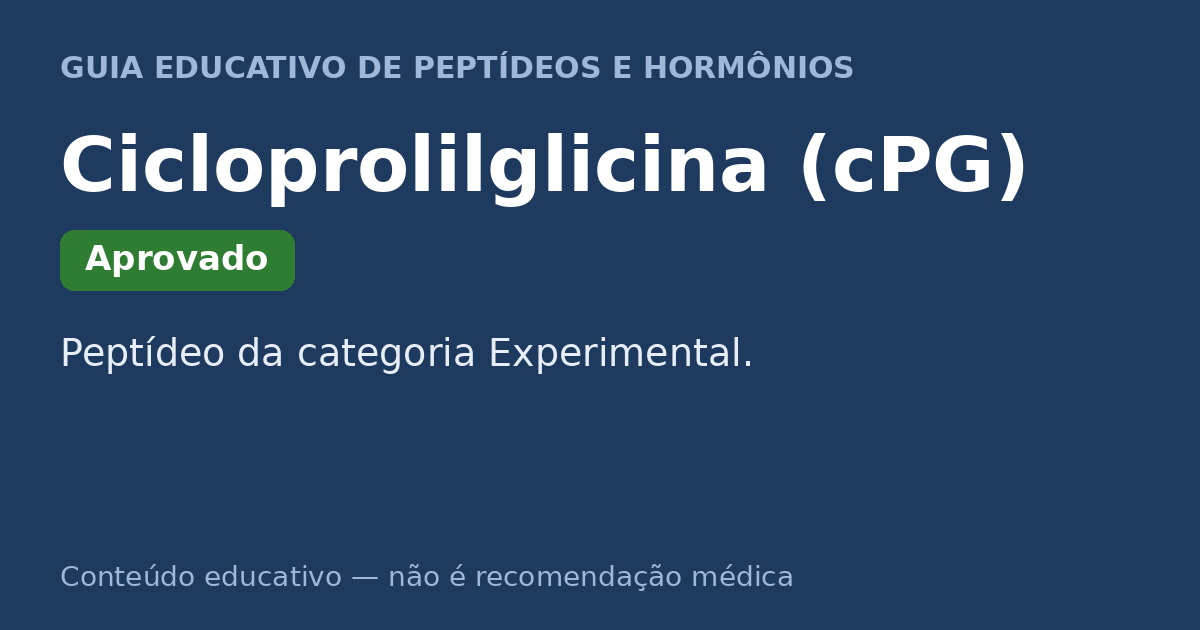 GUIA EDUCATIVO DE PEPTÍDEOS E HORMÔNIOS
Cicloprolilglicina (cPG)
Aprovado
Peptídeo da categoria Experimental.
Conteúdo educativo — não é recomendação médica